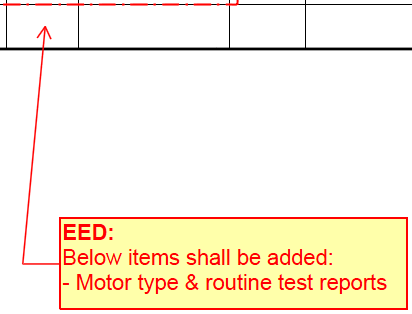 EED:
Below items shall be added:
- Motor type & routine test reports